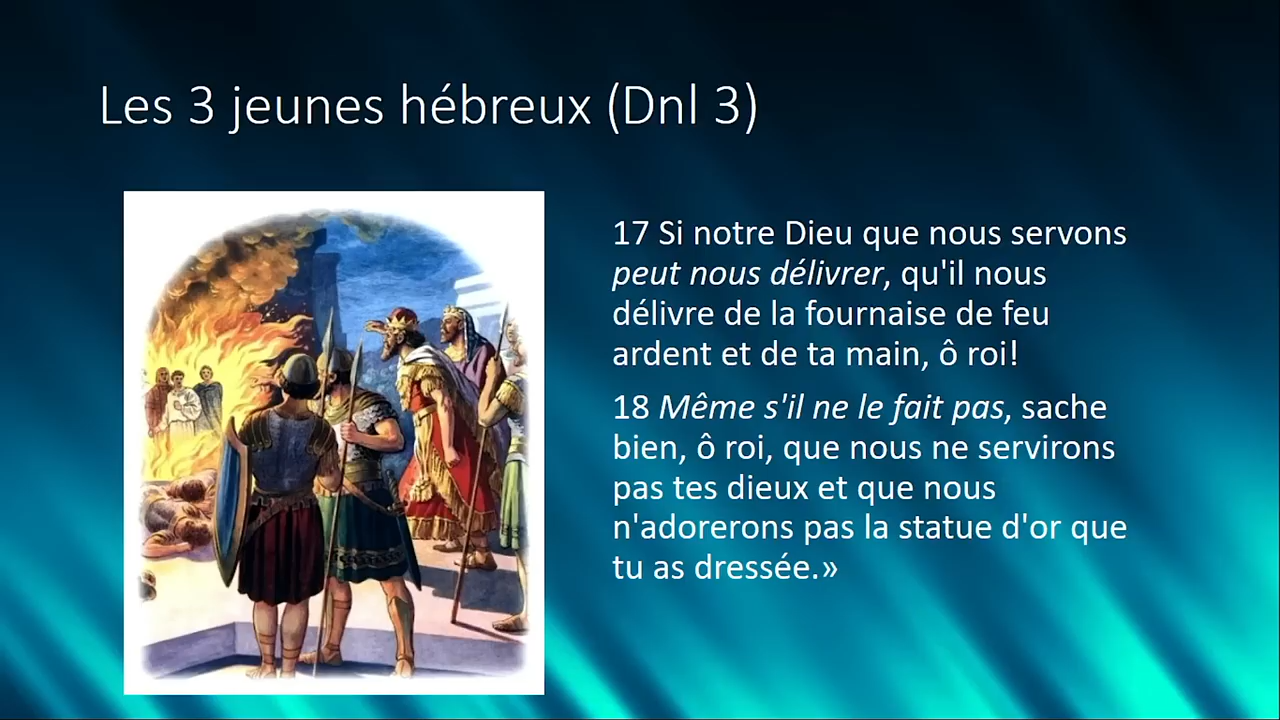 Les 3 jeunes hébreux (Dnl 3)
17 Si notre Dieu que nous servons
peut nous délivrer, qu'il nous
délivre de la fournaise de feu
ardent et de ta main, ô roi!
18 Même s'il ne le fait pas, sache
bien, ô roi, que nous ne servirons
pas tes dieux et que nous
n'adorerons pas la statue d'or que
tu as dressée.»